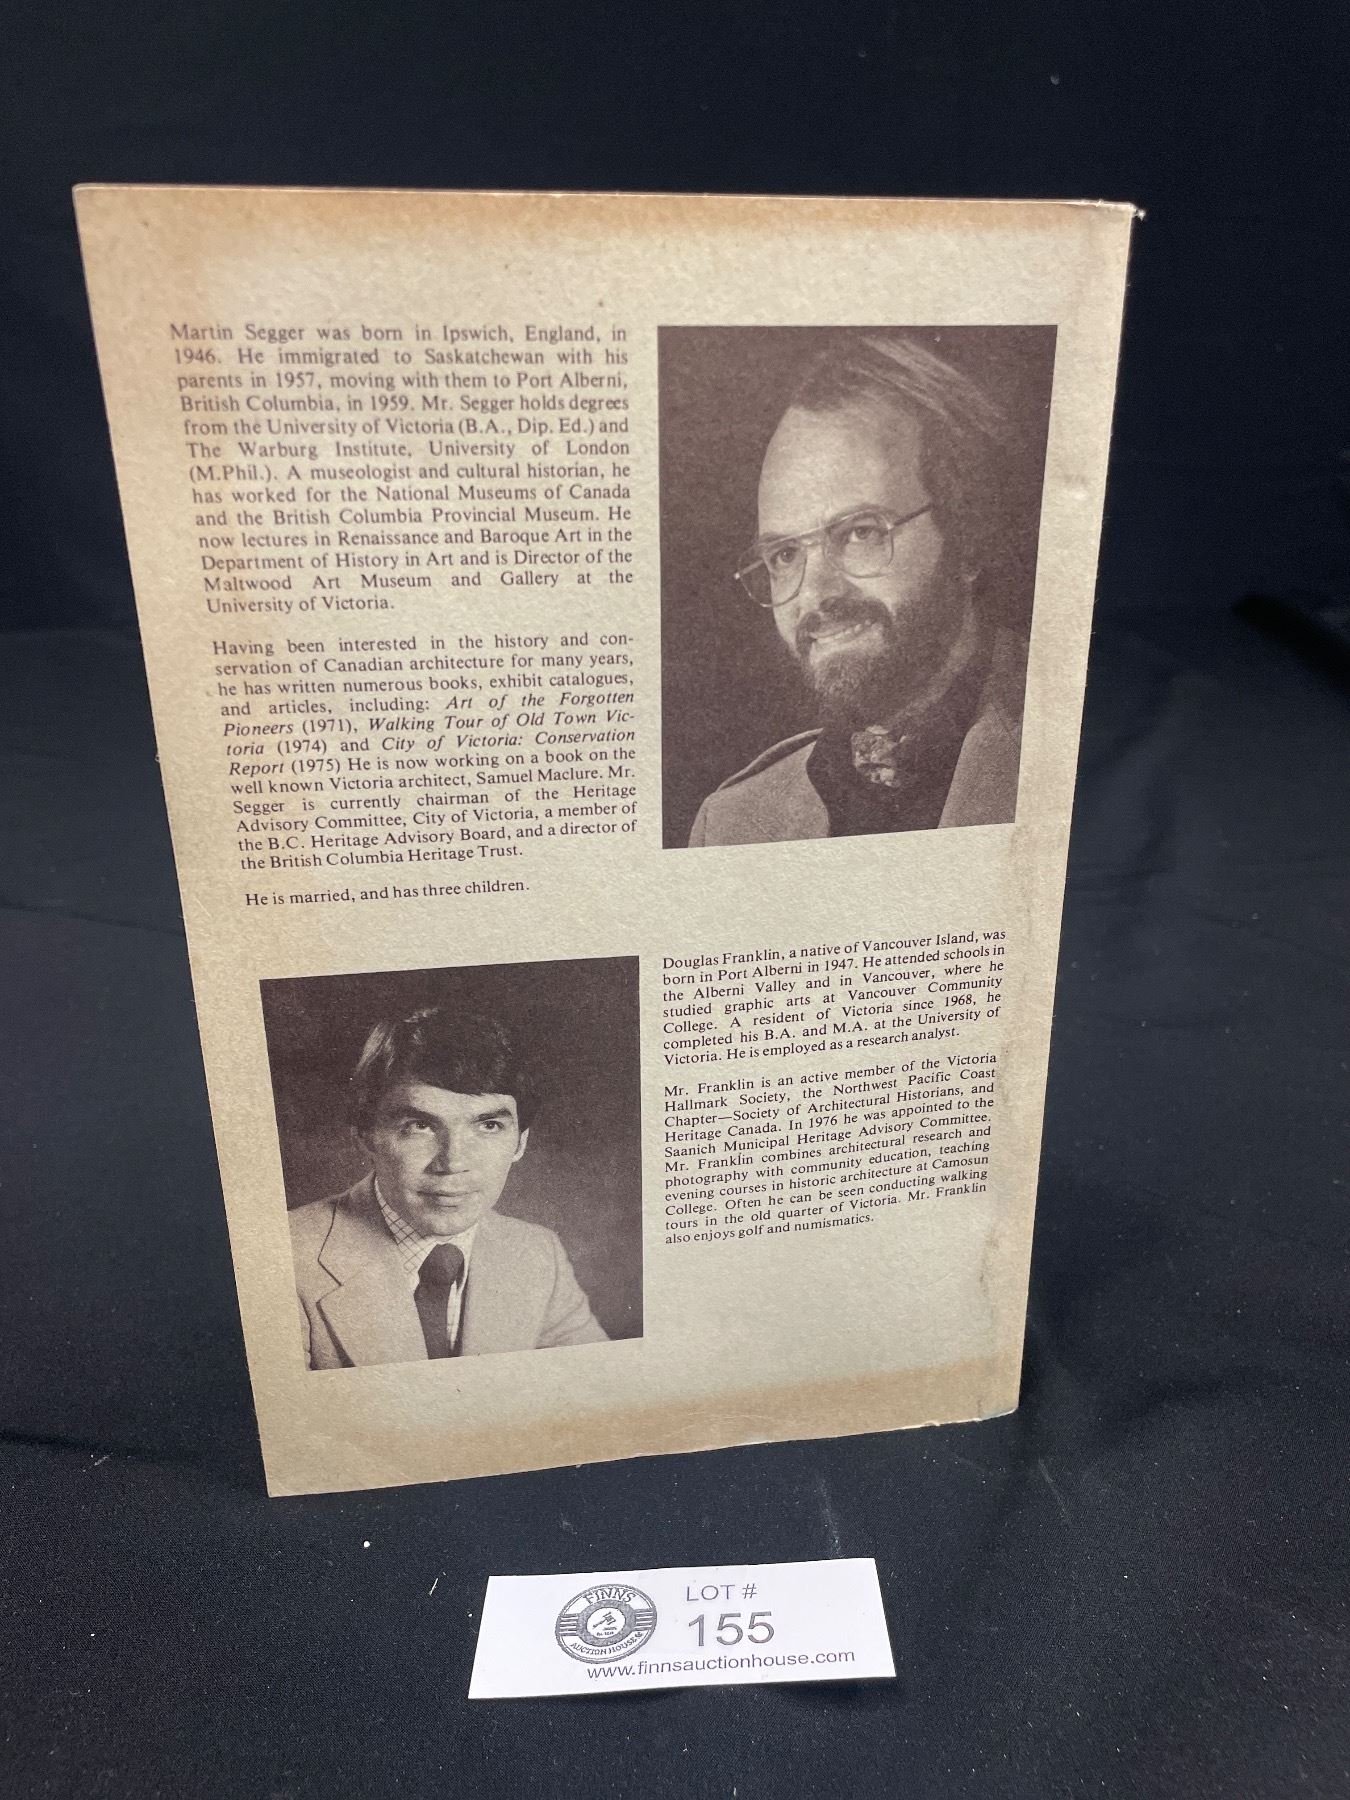 Martin Segger was born in Ipswich, England, in
1946. He immigrated to Saskatchewan with his
parents in 1957, moving with them to Port Alberni,
British Columbia, in 1959. Mr. Segger holds degrees
from the University of Victoria (B.A., Dip. Ed.) and
The Warburg Institute, University of London
(M.Phil.). A museologist and cultural historian, he
has worked for the National Museums of Canada
and the British Columbia Provincial Museum. He
now lectures in Renaissance and Baroque Art in the
Department of History in Art and is Director of the
Maltwood Art Museum and Gallery at the
University of Victoria.
Having been interested in the history and con-
servation of Canadian architecture for many years,
he has written numerous books, exhibit catalogues,
and articles, including: Art of the Forgotten
Pioneers (1971), Walking Tour of Old Town Vic-
toria (1974) and City of Victoria: Conservation
Report (1975) He is now working on a book on the
well known Victoria architect, Samuel Maclure. Mr.
Segger is currently chairman of the Heritage
Advisory Committee, City of Victoria, a member of
the B.C. Heritage Advisory Board, and a director of
the British Columbia Heritage Trust.
He is married, and has three children.
Douglas Franklin, a native of Vancouver Island, was
born in Port Alberni in 1947. He attended schools in
the Alberni Valley and in Vancouver, where he
studied graphic arts at Vancouver Community
College. A resident of Victoria since 1968, he
completed his B.A. and M.A. at the University of
Victoria. He is employed as a research analyst.
Mr. Franklin is an active member of the Victoria
Hallmark Society, the Northwest Pacific Coast
Chapter—Society of Architectural Historians, and
Heritage Canada. In 1976 he was appointed to the
Saanich Municipal Heritage Advisory Committee.
Mr. Franklin combines architectural research and
photography with community education, teaching
evening courses in historic architecture at Camosun
College. Often he can be seen conducting walking
tours in the old quarter of Victoria. Mr. Franklin
also enjoys golf and numismatics.
FINNS
AUCTION HOUSE
LOT #
155
www.finnsauctionhouse.com